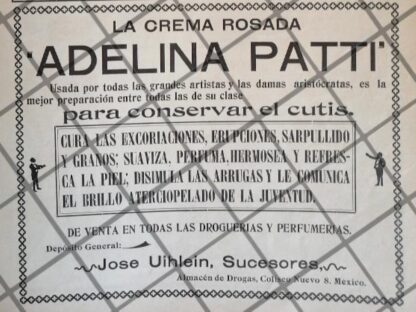 LA CREMA ROSADA
"ADELINA PATTI"
Usada por todas las grandes artistas y las damas aristócratas, es la
mejor preparación entre todas las de su clase
para conservar el cutis.
CURA LAS EXCORIACIONES, ERUPCIONES, SARPULLIDO
Y GRANOS; SUAVIZA, PERFUMA, HERMOSEA Y REFRES-
CA LA PIEL; DISIMULA LAS ARRUGAS Y LE COMUNICA
EL BRILLO ATERCIOPELADO DE LA JUVENTUD.
DE VENTA EN TODAS LAS DROGUERIAS Y PERFUMERIAS.
Depósito General:
Jose Uihlein, Sucesores,
Almacén de Drogas, Coliseo Nuevo 8. Mexico.